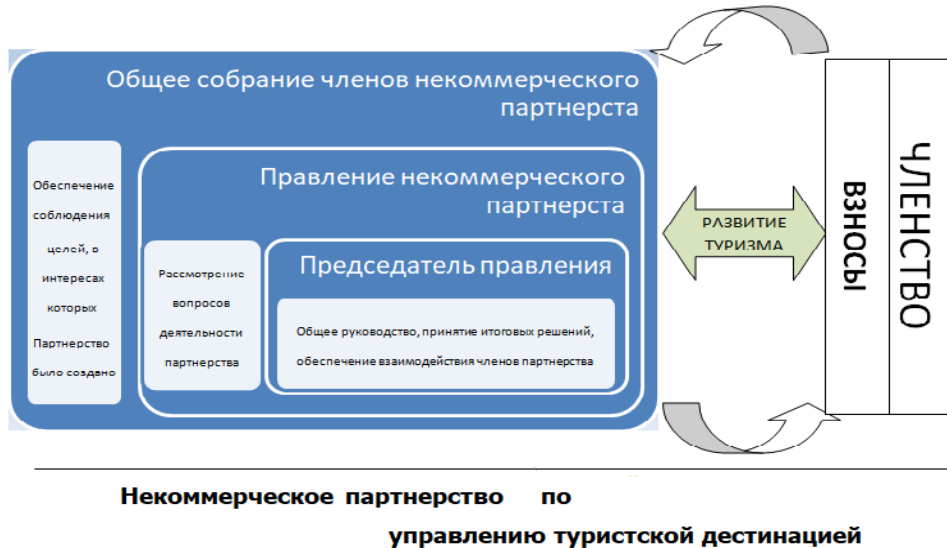 Общее собрание членов некоммерческого
партнерста
Обеспечение
соблюдения
целей, в
интересах
которых
Партнерство
было создано
Правление некоммерческого
партнерста
Рассмотрение
вопросов
деятельности
партнерства
Председатель правления
Общее руководство, принятие итоговых решений,
обеспечение взаимодействия членов партнерства
РАЗВИТИЕ
ТУРИЗМА
ВЗНОСЫ
ЧЛЕНСТВО
Некоммерческое партнерство по
управлению туристской дестинацией